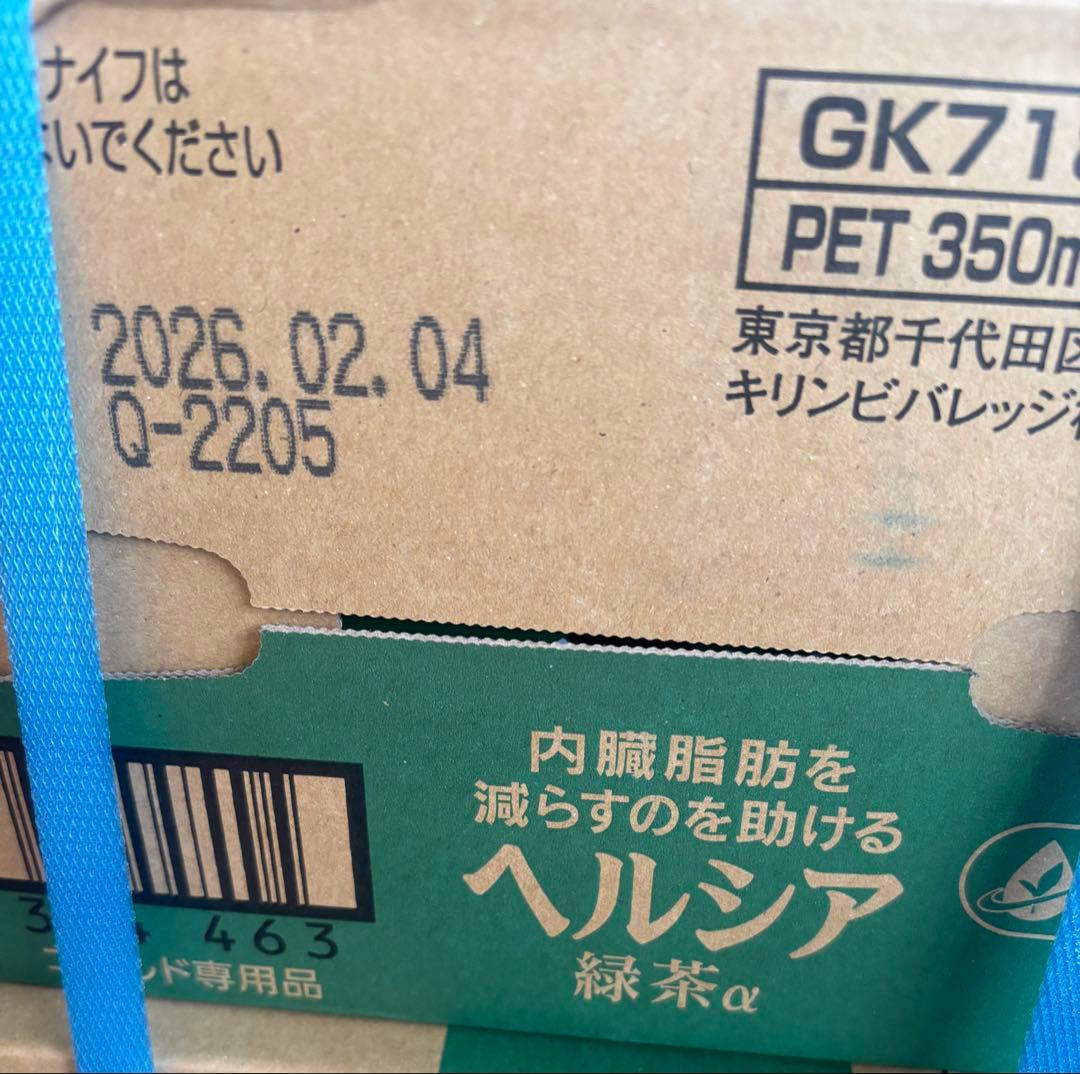 ナイフは
いでください
GK71
PET 350m
2026.02.04
Q-2205
東京都千代田区
キリンビバレッジ
内臓脂肪を
減らすのを助ける
ヘルシア
緑茶α
463
ド専用品